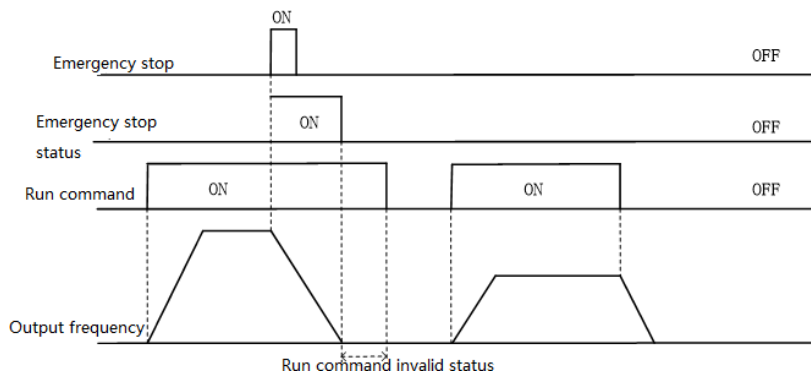 ON
Emergency stop
OFF
Emergency stop
status
ON
OFF
Run command
ON
ON
OFF
Output frequency
Run command invalid status